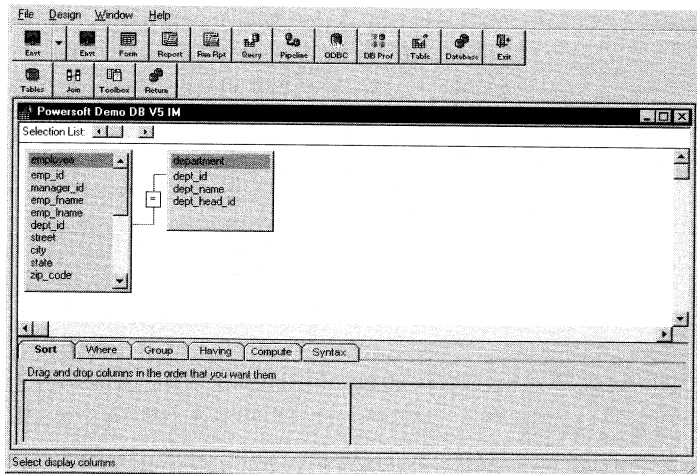 File Design Window Help
Envt Envt Form Report Run Rpt Query Pipeline ODBC DB Prof Table Database Exit
Tables Join Toolbox Return
Powersoft Demo DB V5 IM
Selection List:
employee
emp_id
manager_id
emp_fname
emp_lname
dept_id
street
city
state
zip_code
=
department
dept_id
dept_name
dept_head_id
Sort Where Group Having Compute Syntax
Drag and drop columns in the order that you want them
Select display columns